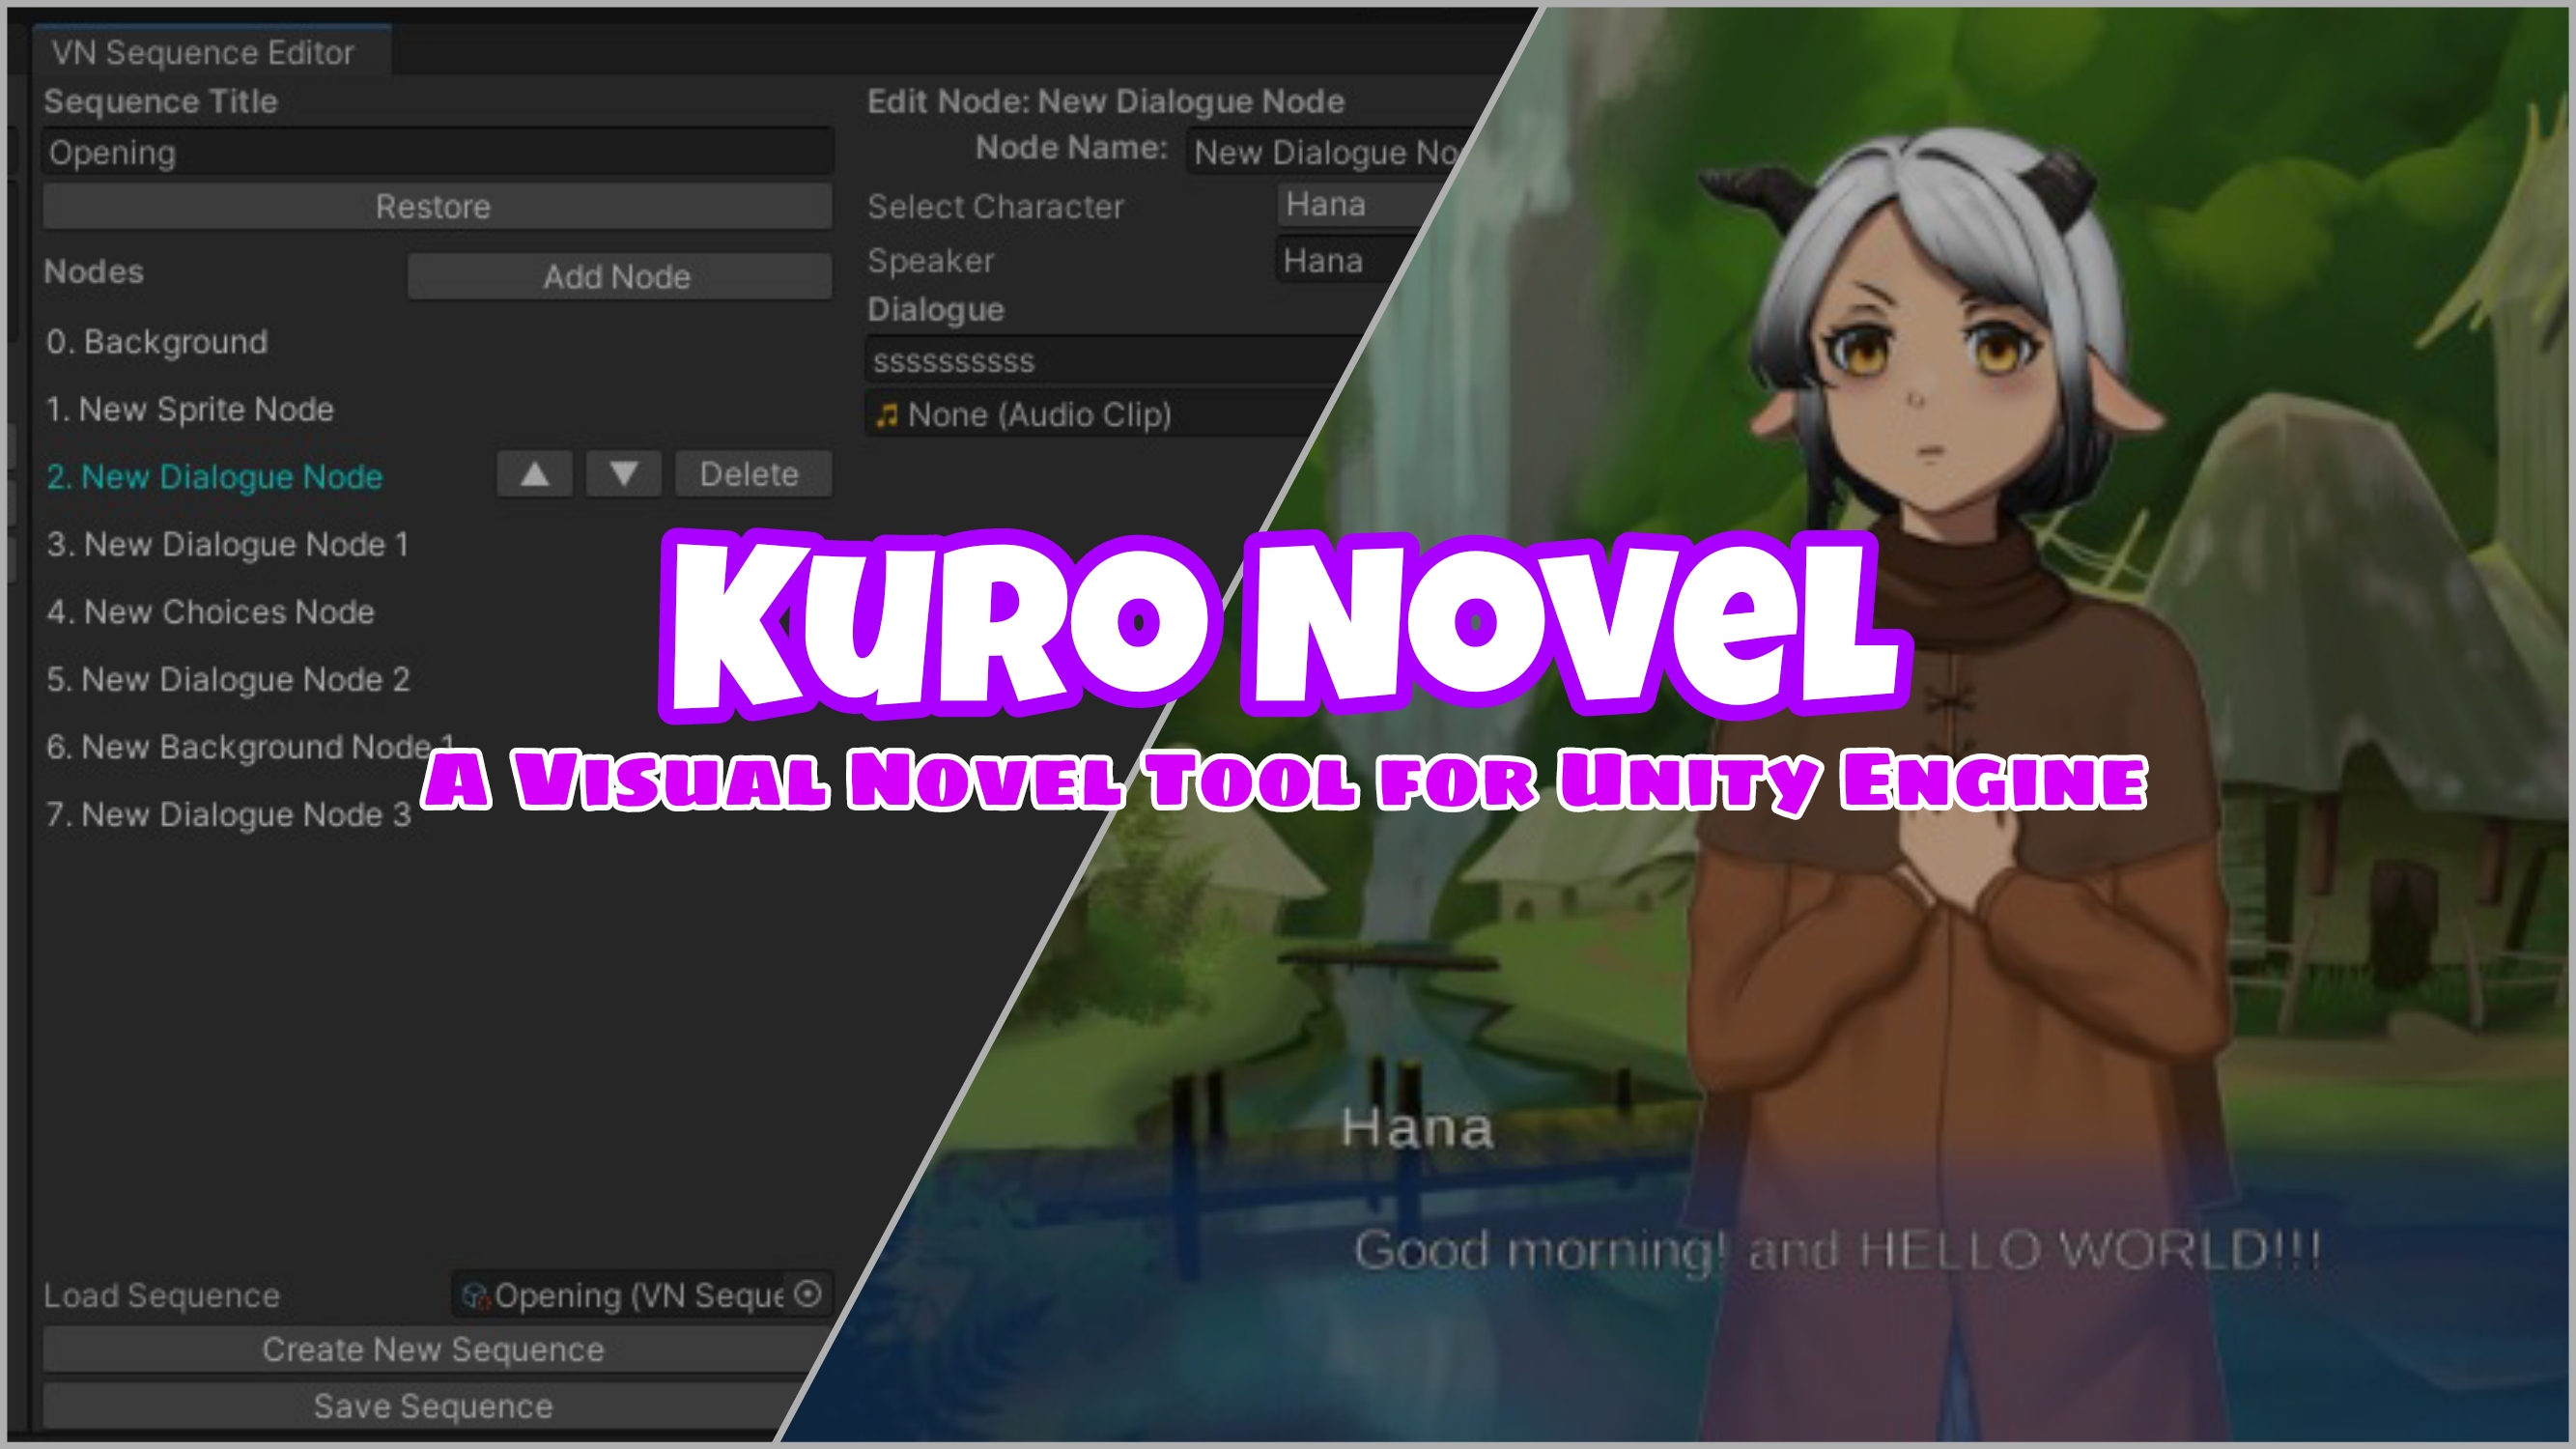 VN Sequence Editor
Sequence Title
Opening
Restore
Nodes
Add Node
0. Background
1. New Sprite Node
2. New Dialogue Node
Delete
3. New Dialogue Node 1
4. New Choices Node
5. New Dialogue Node 2
6. New Background Node 1
7. New Dialogue Node 3
Load Sequence
Opening (VN Seque
Create New Sequence
Save Sequence
Edit Node: New Dialogue Node
Node Name:
New Dialogue No
Select Character
Hana
Speaker
Hana
Dialogue
ssssssssss
None (Audio Clip)
KURO NOVEL
A VISUAL NOVEL TOOL FOR UNITY ENGINE
Hana
Good morning! and HELLO WORLD!!!